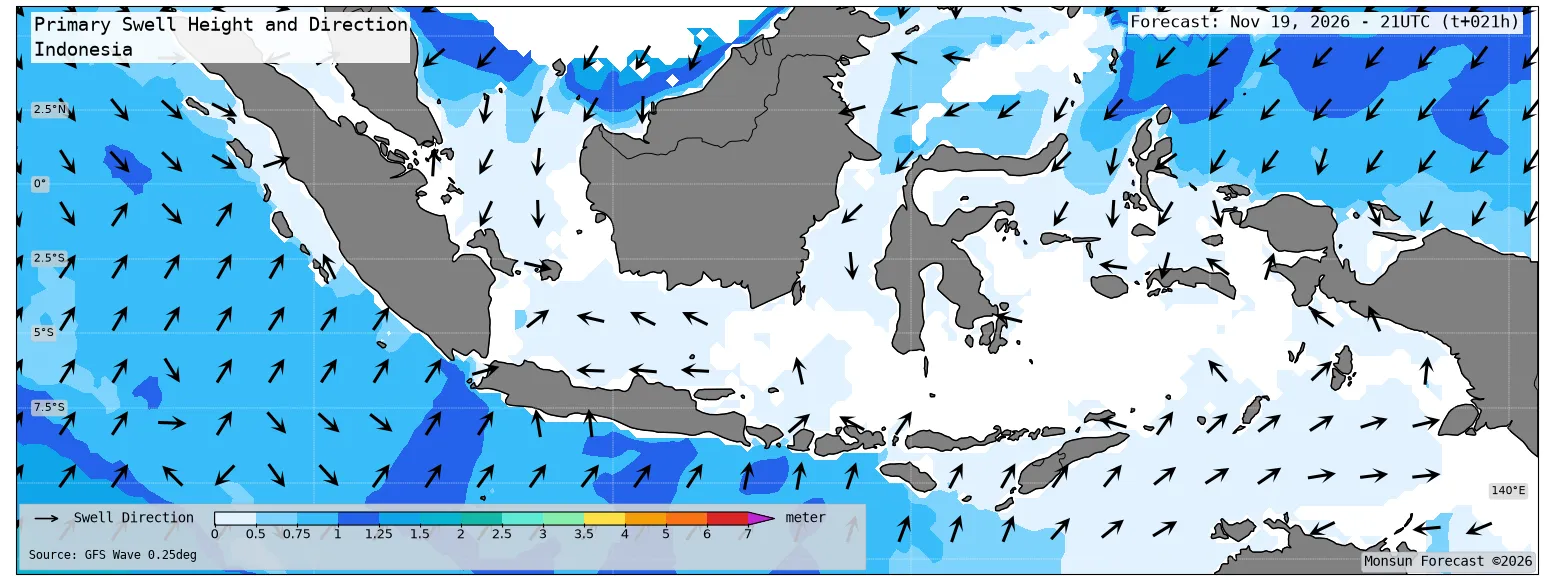 Primary Swell Height and Direction
Indonesia
Forecast: Nov 19, 2026 - 21UTC (t+021h)
2.5°N
0°
2.5°S
5°S
7.5°S
140°E
Swell Direction
0 0.5 0.75 1 1.25 1.5 2 2.5 3 3.5 4 5 6 7
meter
Source: GFS Wave 0.25deg
Monsun Forecast ©2026